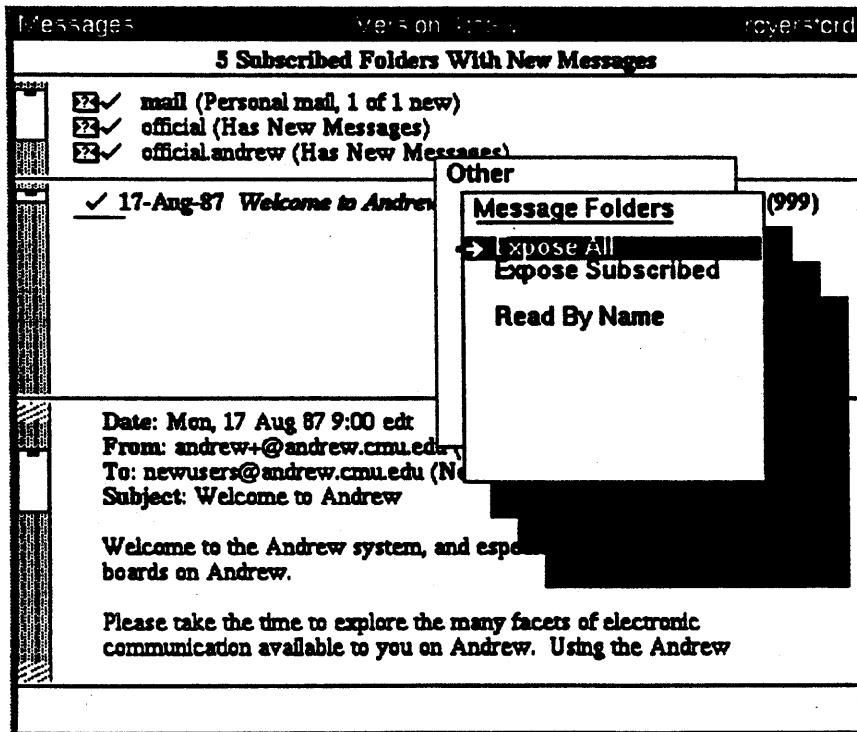 Messages Version royerstord
5 Subscribed Folders With New Messages
mail (Personal mail, 1 of 1 new)
official (Has New Messages)
official.andrew (Has New Messages)
17-Aug-87 Welcome to Andrew (999)
Other
Message Folders
Expose All
Expose Subscribed
Read By Name
Date: Mon, 17 Aug 87 9:00 edt
From: andrew+@andrew.cmu.edu (
To: newusers@andrew.cmu.edu (Ne
Subject: Welcome to Andrew
Welcome to the Andrew system, and espe
boards on Andrew.
Please take the time to explore the many facets of electronic
communication available to you on Andrew. Using the Andrew